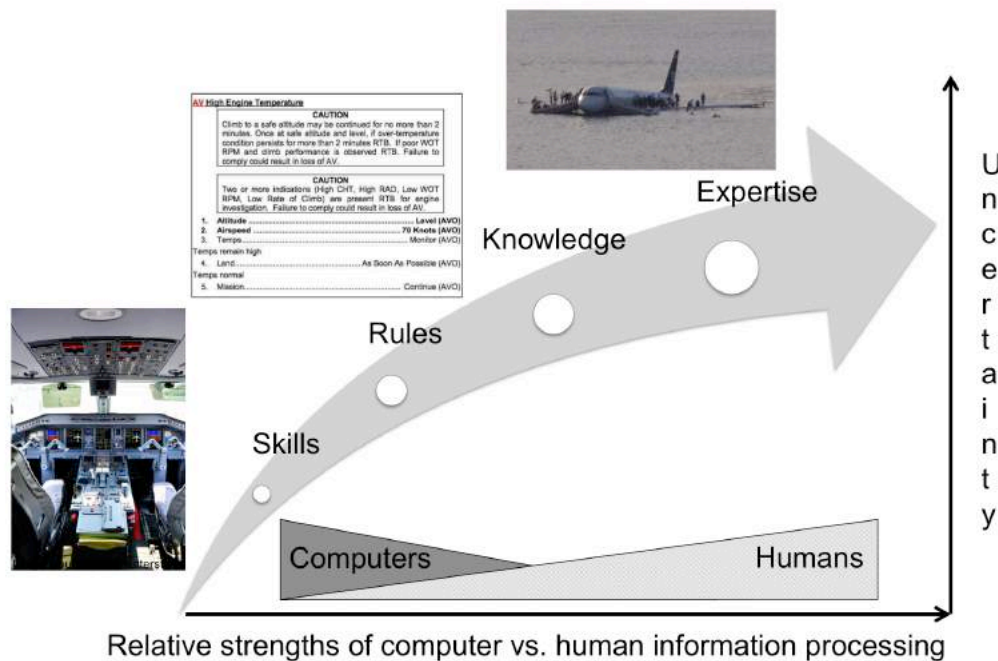 AV High Engine Temperature
CAUTION
Climb to a safe altitude may be continued for no more than 2
minutes. Once at safe altitude and level, if over-temperature
condition persists for more than 2 minutes RTB. If poor WOT
RPM and climb performance is observed RTB. Failure to
comply could result in loss of AV.
CAUTION
Two or more indications (High CHT, High RAD, Low WOT
RPM, Low Rate of Climb) are present RTB for engine
investigation. Failure to comply could result in loss of AV.
1. Altitude ... Level (AVO)
2. Airspeed ... 70 Knots (AVO)
3. Temps ... Monitor (AVO)
Temps remain high
4. Land ... As Soon As Possible (AVO)
Temps normal
5. Mission ... Continue (AVO)
Expertise
Knowledge
Rules
Skills
Computers
Humans
Uncertainty
Relative strengths of computer vs. human information processing